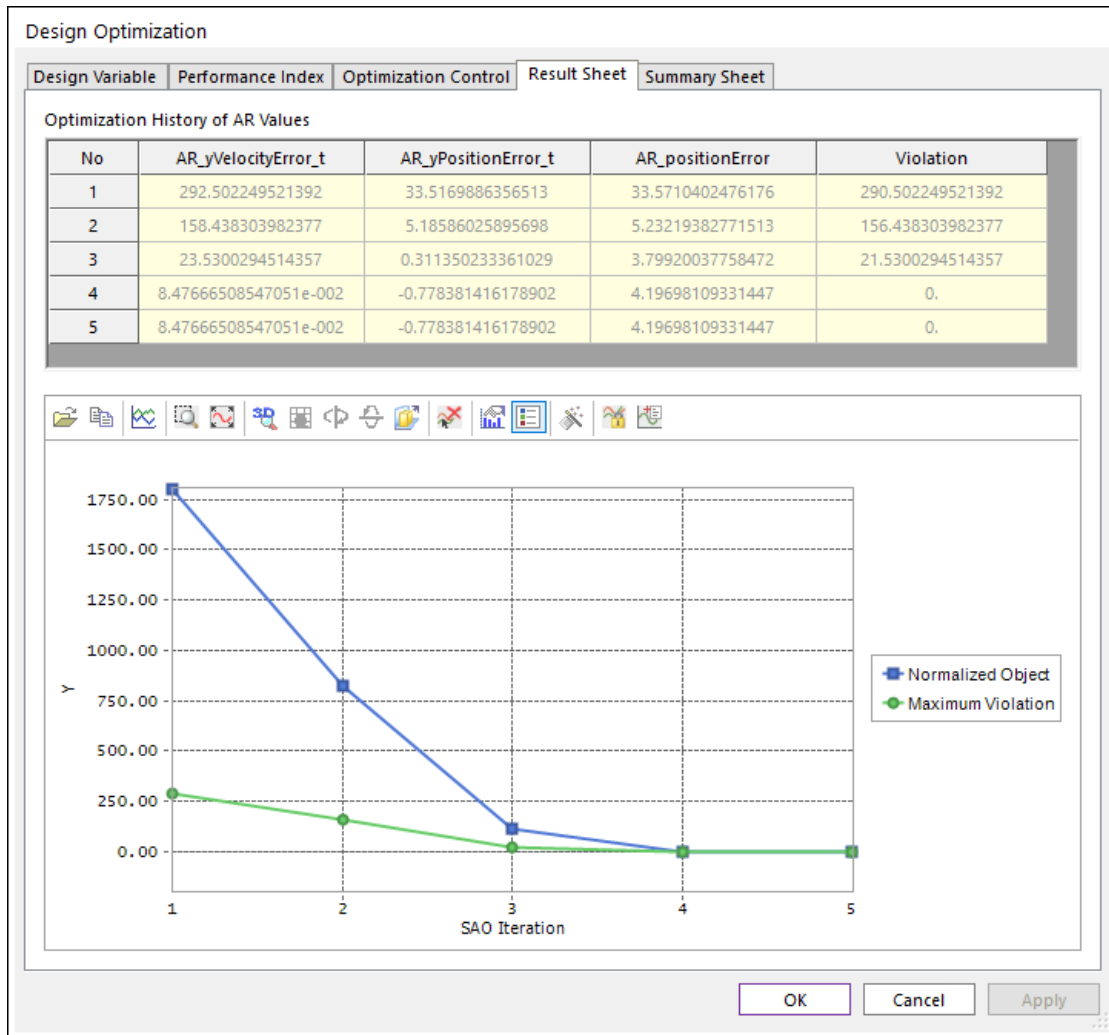 Design Optimization
Design Variable Performance Index Optimization Control Result Sheet Summary Sheet
Optimization History of AR Values
No AR_yVelocityError_t AR_yPositionError_t AR_positionError Violation
1 292.502249521392 33.5169886356513 33.5710402476176 290.502249521392
2 158.438303982377 5.18586025895698 5.23219382771513 156.438303982377
3 23.5300294514357 0.311350233361029 3.79920037758472 21.5300294514357
4 8.47666508547051e-002 -0.778381416178902 4.19698109331447 0.
5 8.47666508547051e-002 -0.778381416178902 4.19698109331447 0.
3D
1750.00
1500.00
1250.00
1000.00
Y
750.00
500.00
250.00
0.00
Normalized Object
Maximum Violation
1 2 3 4 5
SAO Iteration
OK Cancel Apply